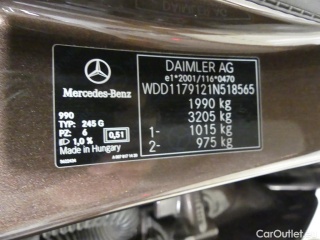 DAIMLER AG
e1*2001/116*0470
WDD1179121N518565
1990 kg
3205 kg
1- 1015 kg
2- 975 kg
Mercedes-Benz
990
TYP: 245 G
PZ: 6
1,0 % 0,51
Made in Hungary
CarOutlet.com